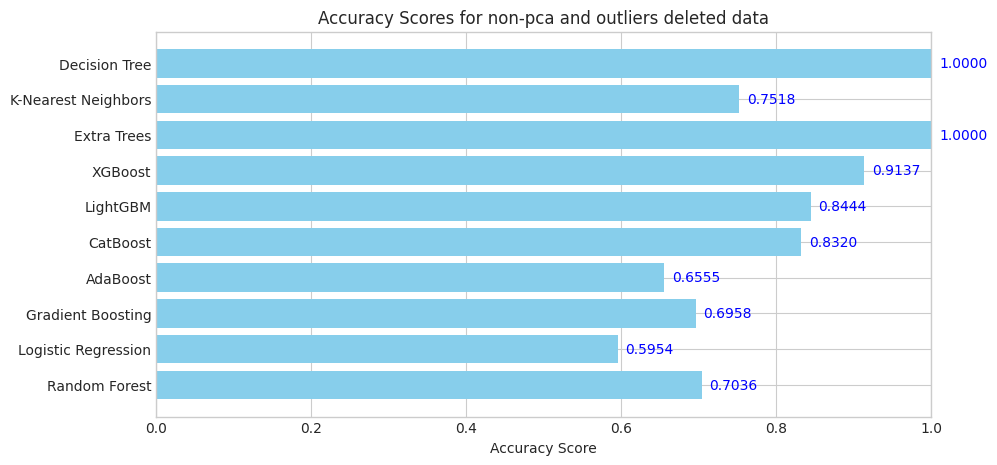 Accuracy Scores for non-pca and outliers deleted data
Decision Tree 1.0000
K-Nearest Neighbors 0.7518
Extra Trees 1.0000
XGBoost 0.9137
LightGBM 0.8444
CatBoost 0.8320
AdaBoost 0.6555
Gradient Boosting 0.6958
Logistic Regression 0.5954
Random Forest 0.7036
0.0 0.2 0.4 0.6 0.8 1.0
Accuracy Score